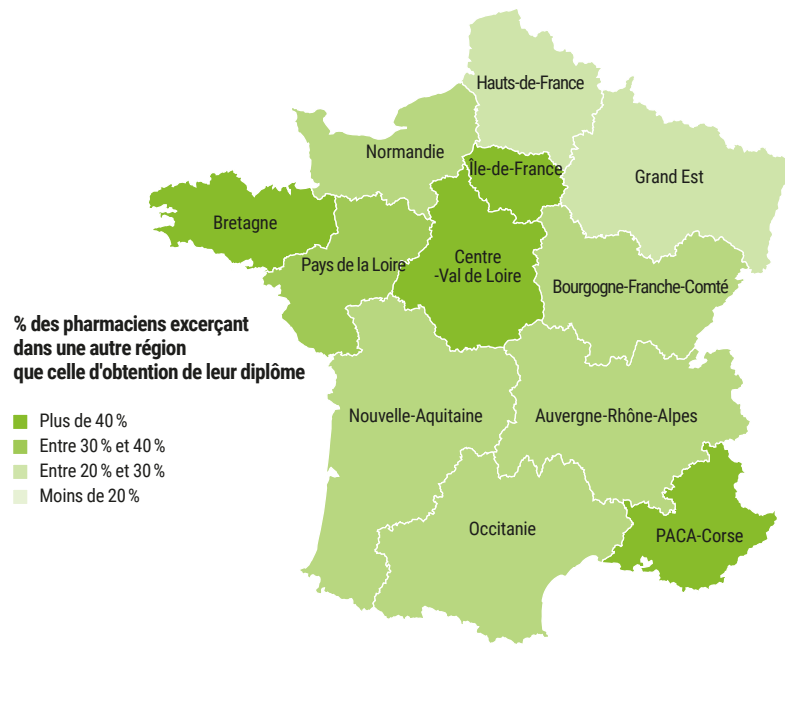 Hauts-de-France
Normandie
Île-de-France
Grand Est
Bretagne
Centre
-Val de Loire
Pays de la Loire
Bourgogne-Franche-Comté
% des pharmaciens excerçant
dans une autre région
que celle d'obtention de leur diplôme
Plus de 40 %
Entre 30 % et 40 %
Entre 20 % et 30 %
Moins de 20 %
Nouvelle-Aquitaine
Auvergne-Rhône-Alpes
Occitanie
PACA-Corse